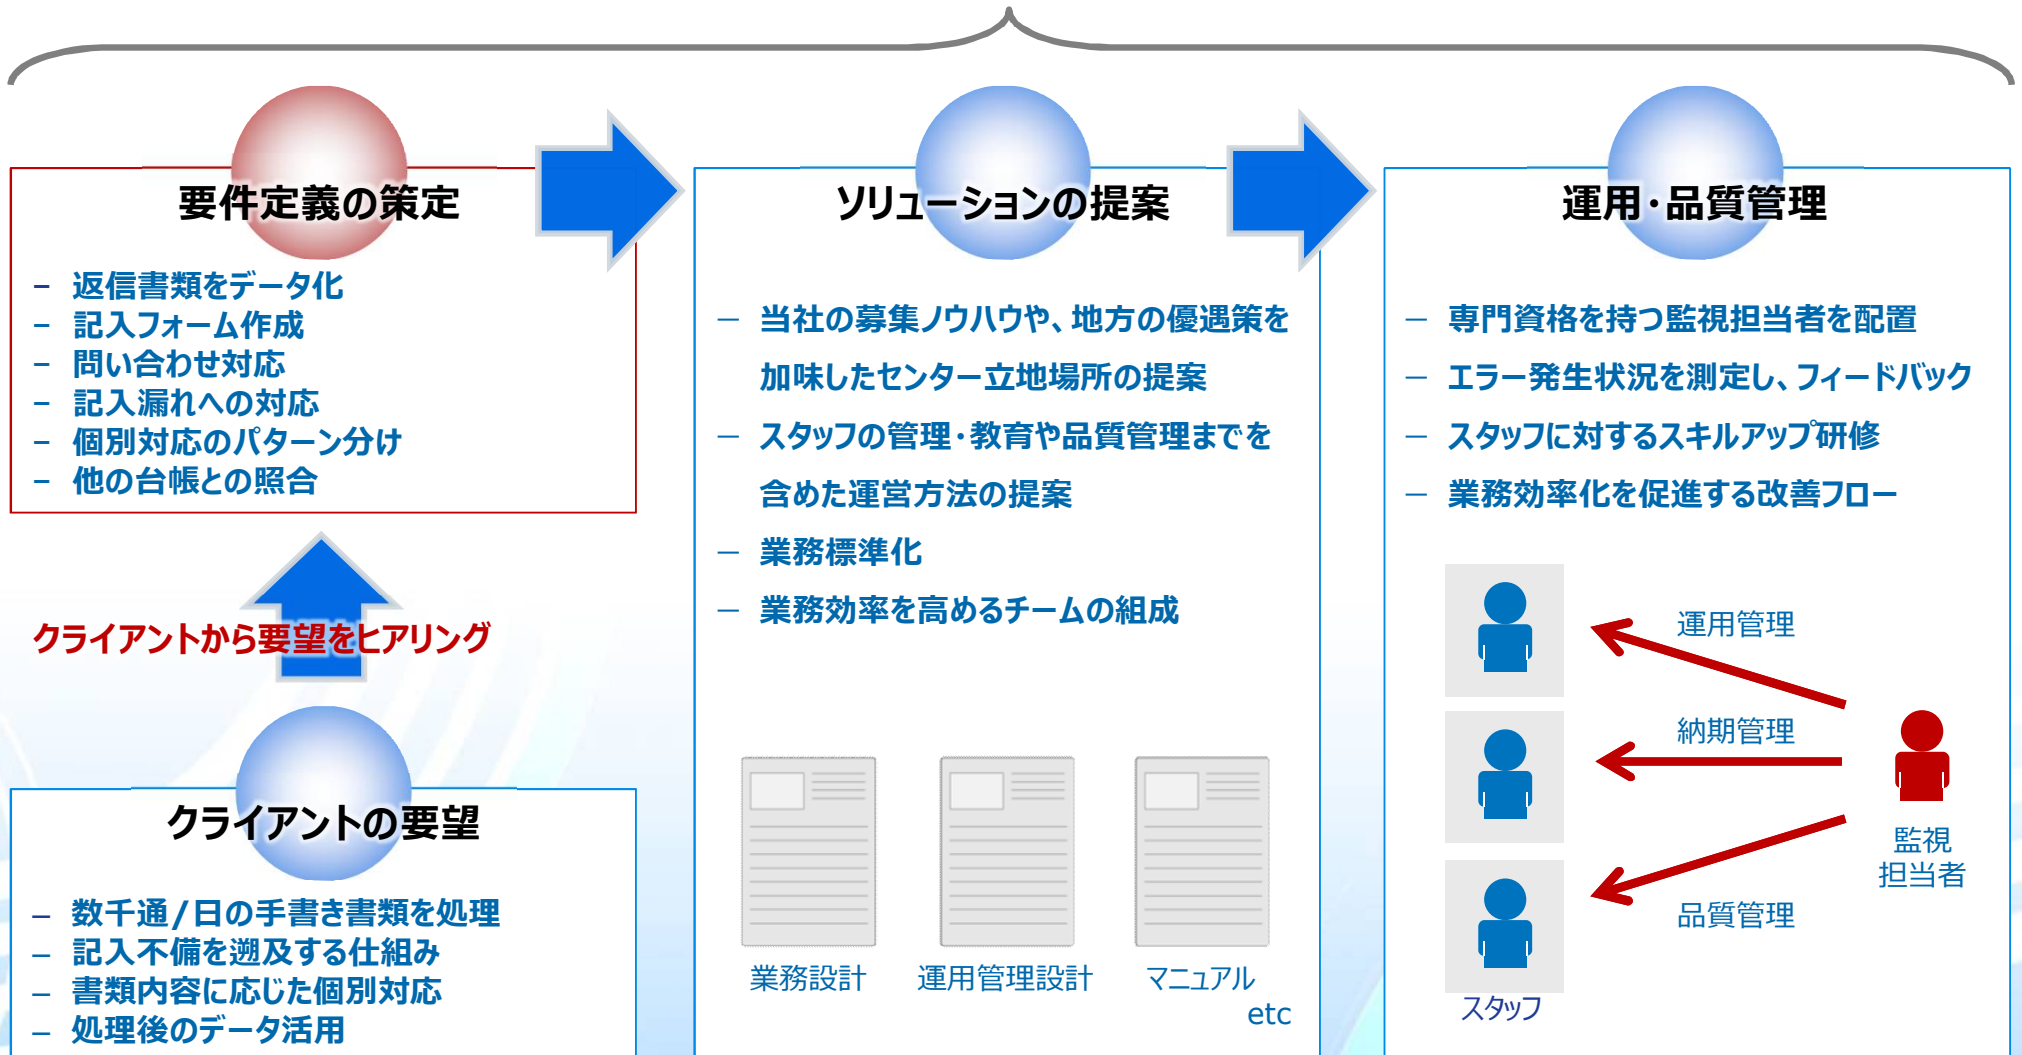 要件定義の策定
– 返信書類をデータ化
– 記入フォーム作成
– 問い合わせ対応
– 記入漏れへの対応
– 個別対応のパターン分け
– 他の台帳との照合
クライアントから要望をヒアリング
クライアントの要望
– 数千通/日の手書き書類を処理
– 記入不備を遡及する仕組み
– 書類内容に応じた個別対応
– 処理後のデータ活用
ソリューションの提案
– 当社の募集ノウハウや、地方の優遇策を
加味したセンター立地場所の提案
– スタッフの管理・教育や品質管理までを
含めた運営方法の提案
– 業務標準化
– 業務効率を高めるチームの組成
業務設計
運用管理設計
マニュアル
etc
運用・品質管理
– 専門資格を持つ監視担当者を配置
– エラー発生状況を測定し、フィードバック
– スタッフに対するスキルアップ研修
– 業務効率化を促進する改善フロー
運用管理
納期管理
品質管理
監視
担当者
スタッフ